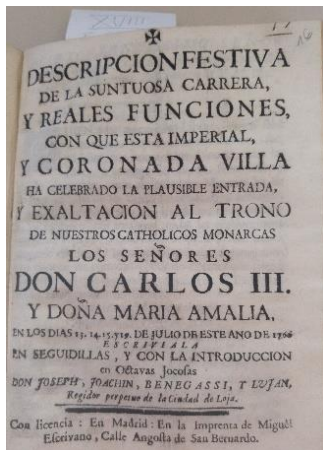 DESCRIPCION FESTIVA
DE LA SUNTUOSA CARRERA,
Y REALES FUNCIONES,
CON QUE ESTA IMPERIAL,
Y CORONADA VILLA
HA CELEBRADO LA PLAUSIBLE ENTRADA,
Y EXALTACION AL TRONO
DE NUESTROS CATHOLICOS MONARCAS
LOS SEÑORES
DON CARLOS III.
Y DOÑA MARIA AMALIA,
EN LOS DIAS 13. 14. 15. y 19. DE JULIO DE ESTE AÑO DE 1760
ESCRIVIALA
EN SEGUIDILLAS, Y CON LA INTRODUCCION
en Octavas Jocosas
DON JOSEPH, JOACHIN, BENEGASSI, Y LUJAN,
Regidor perpetuo de la Ciudad de Loja.
Con licencia: En Madrid: En la Imprenta de Miguèl
Escrivano, Calle Angosta de San Bernardo.